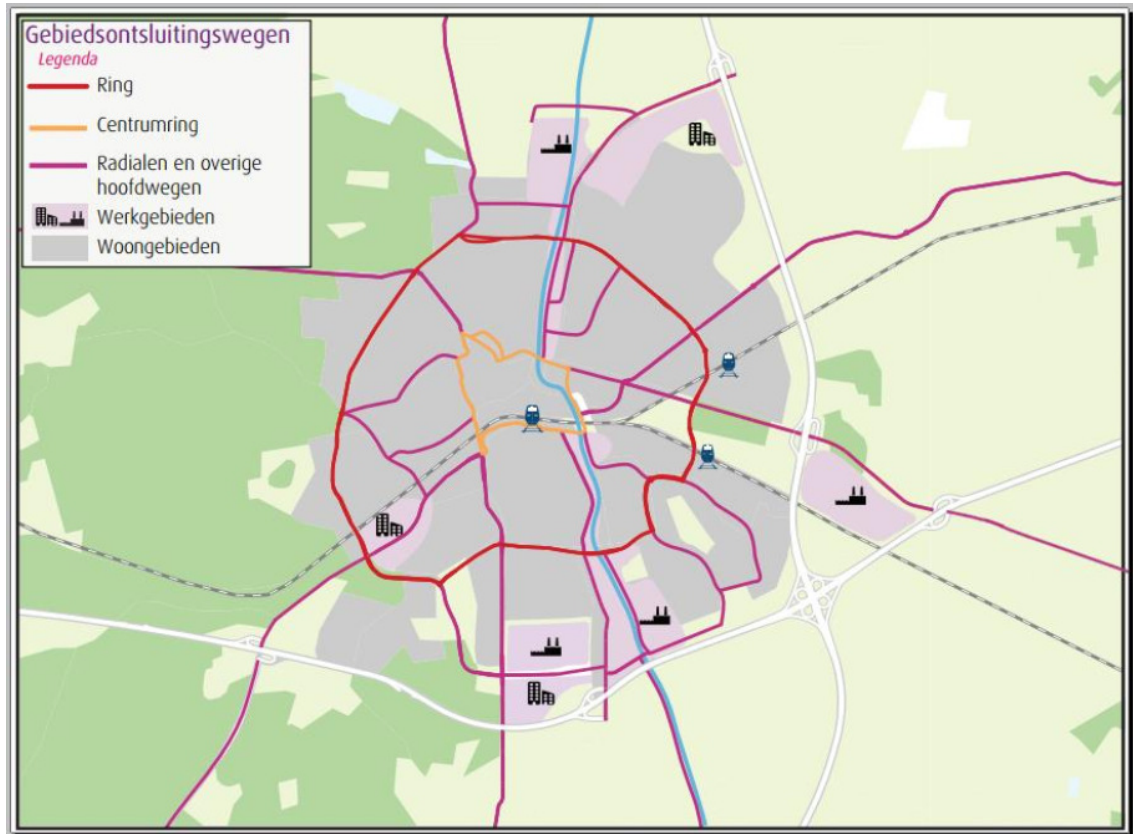 Gebiedsontsluitingswegen
Legenda
Ring
Centrumring
Radialen en overige
hoofdwegen
Werkgebieden
Woongebieden